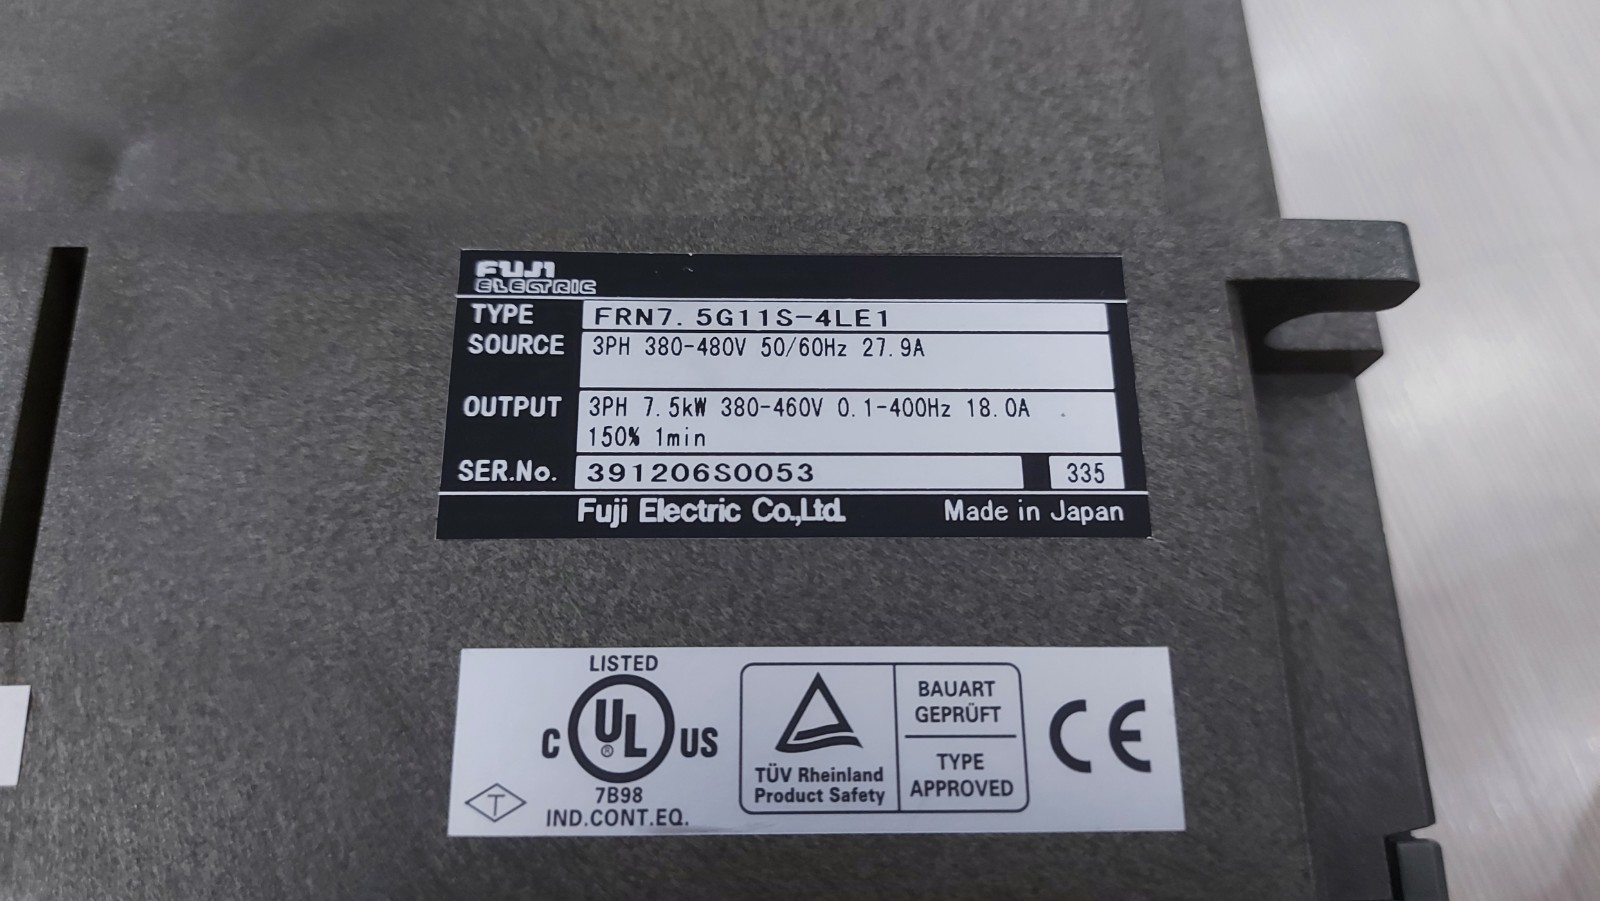 FUJI
ELECTRIC
TYPE FRN7.5G11S-4LE1
SOURCE 3PH 380-480V 50/60Hz 27.9A
OUTPUT 3PH 7.5kW 380-460V 0.1-400Hz 18.0A
150% 1min
SER.No. 391206S0053 335
Fuji Electric Co.,Ltd. Made in Japan
LISTED
C UL ® US
7B98
IND.CONT.EQ.
T
TÜV Rheinland
Product Safety
BAUART
GEPRÜFT
TYPE
APPROVED
CE